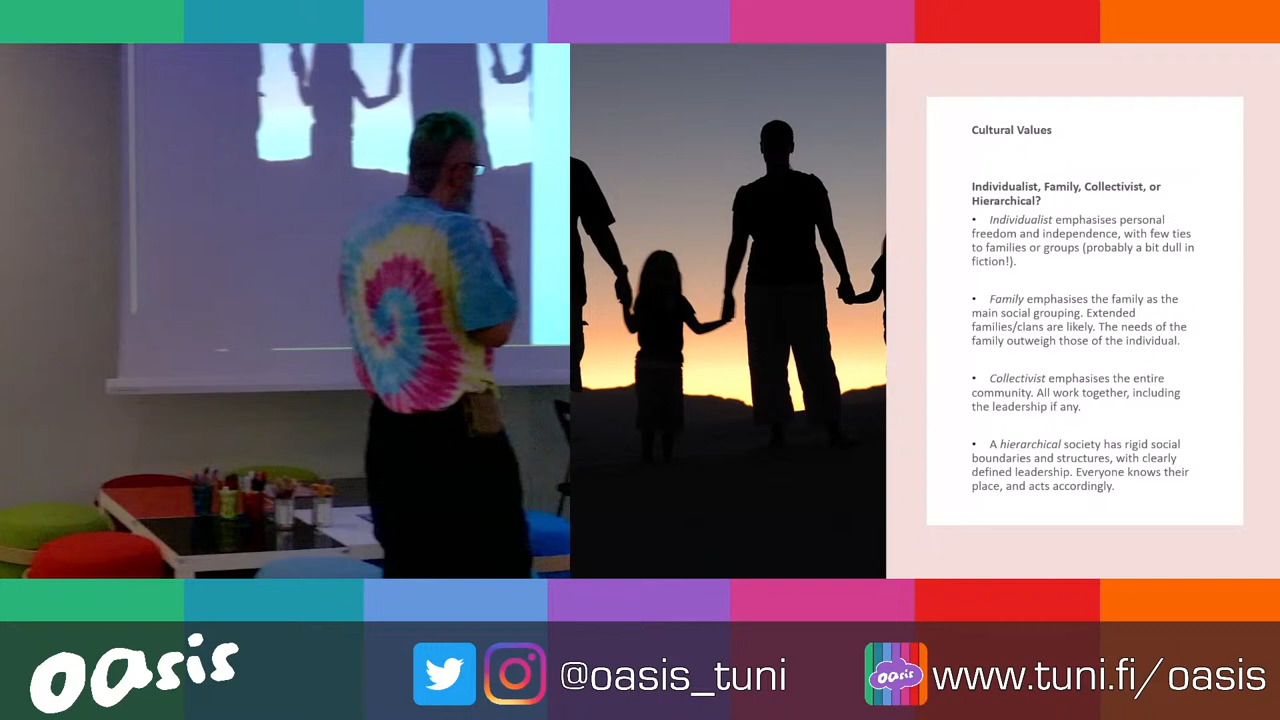 Cultural Values
Individualist, Family, Collectivist, or
Hierarchical?
• Individualist emphasises personal
freedom and independence, with few ties
to families or groups (probably a bit dull in
fiction!).
• Family emphasises the family as the
main social grouping. Extended
families/clans are likely. The needs of the
family outweigh those of the individual.
• Collectivist emphasises the entire
community. All work together, including
the leadership if any.
• A hierarchical society has rigid social
boundaries and structures, with clearly
defined leadership. Everyone knows their
place, and acts accordingly.
oasis
@oasis_tuni
oasis
www.tuni.fi/oasis